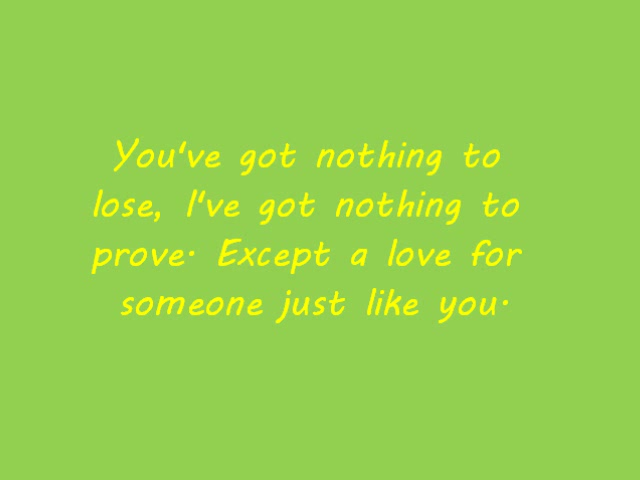 You've got nothing to
lose, I've got nothing to
prove. Except a love for
someone just like you.